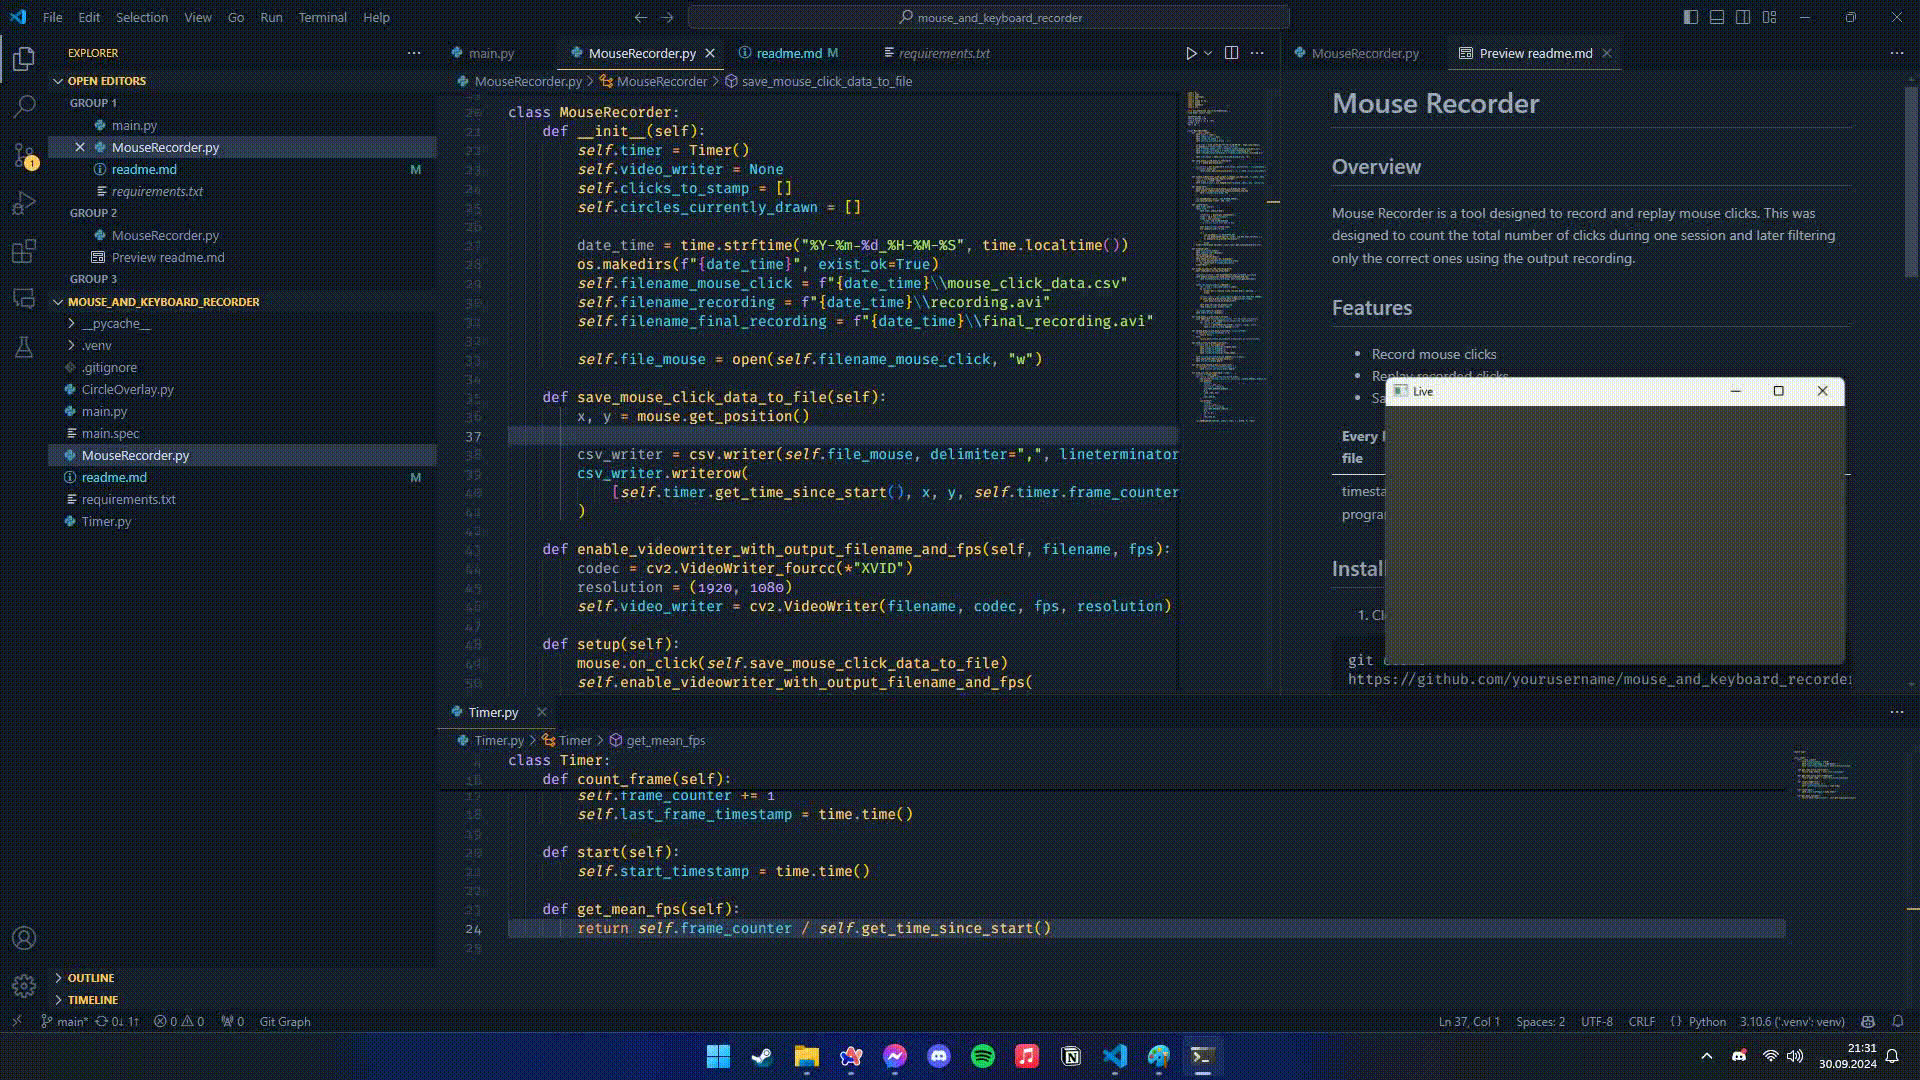 File Edit Selection View Go Run Terminal Help
mouse_and_keyboard_recorder
EXPLORER
OPEN EDITORS
GROUP 1
main.py
MouseRecorder.py
readme.md M
requirements.txt
GROUP 2
MouseRecorder.py
Preview readme.md
GROUP 3
MOUSE_AND_KEYBOARD_RECORDER
__pycache__
.venv
.gitignore
CircleOverlay.py
main.py
main.spec
MouseRecorder.py
readme.md M
requirements.txt
Timer.py
OUTLINE
TIMELINE
main.py MouseRecorder.py readme.md M requirements.txt
MouseRecorder.py > MouseRecorder > save_mouse_click_data_to_file
20 class MouseRecorder:
21 def __init__(self):
22 self.timer = Timer()
23 self.video_writer = None
24 self.clicks_to_stamp = []
25 self.circles_currently_drawn = []
26
27 date_time = time.strftime("%Y-%m-%d_%H-%M-%S", time.localtime())
28 os.makedirs(f"{date_time}", exist_ok=True)
29 self.filename_mouse_click = f"{date_time}\\mouse_click_data.csv"
30 self.filename_recording = f"{date_time}\\recording.avi"
31 self.filename_final_recording = f"{date_time}\\final_recording.avi"
32
33 self.file_mouse = open(self.filename_mouse_click, "w")
34
35 def save_mouse_click_data_to_file(self):
36 x, y = mouse.get_position()
37
38 csv_writer = csv.writer(self.file_mouse, delimiter=",", lineterminator
39 csv_writer.writerow(
40 [self.timer.get_time_since_start(), x, y, self.timer.frame_counter
41 )
42
43 def enable_videowriter_with_output_filename_and_fps(self, filename, fps):
44 codec = cv2.VideoWriter_fourcc(*"XVID")
45 resolution = (1920, 1080)
46 self.video_writer = cv2.VideoWriter(filename, codec, fps, resolution)
47
48 def setup(self):
49 mouse.on_click(self.save_mouse_click_data_to_file)
50 self.enable_videowriter_with_output_filename_and_fps(
MouseRecorder.py Preview readme.md
Mouse Recorder
Overview
Mouse Recorder is a tool designed to record and replay mouse clicks. This was
designed to count the total number of clicks during one session and later filtering
only the correct ones using the output recording.
Features
• Record mouse clicks
• Replay recorded clicks
• Sa
Live
Every
file
timesta
progra
Instal
1. Cl
git
https://github.com/yourusername/mouse_and_keyboard_recorder
Timer.py
Timer.py > Timer > get_mean_fps
4 class Timer:
16 def count_frame(self):
17 self.frame_counter += 1
18 self.last_frame_timestamp = time.time()
19
20 def start(self):
21 self.start_timestamp = time.time()
22
23 def get_mean_fps(self):
24 return self.frame_counter / self.get_time_since_start()
25
main* 0↓ 1↑ 0 0 0 Git Graph
Ln 37, Col 1 Spaces: 2 UTF-8 CRLF {} Python 3.10.6 ('.venv': venv)
21:31
30.09.2024